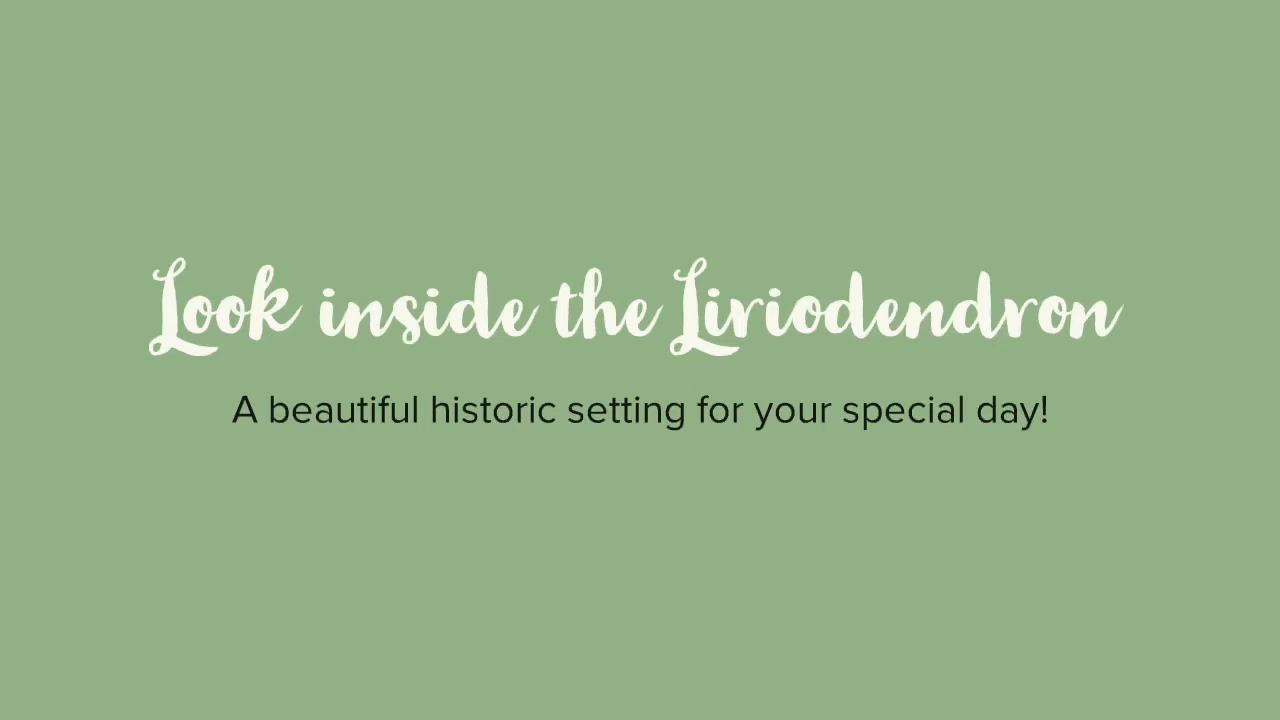 Look inside the Liriodendron
A beautiful historic setting for your special day!